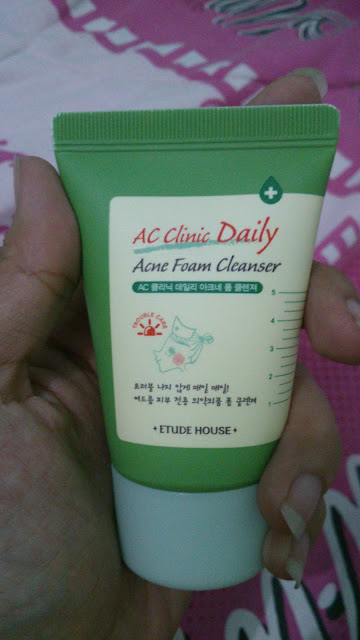 AC Clinic Daily
Acne Foam Cleanser
AC 클리닉 데일리 아크네 폼 클렌저
TROUBLE CARE
5
4
3
2
1
트러블 나지 않게 매일 매일!
여드름 피부 전용 의약외품 폼 클렌저
ETUDE HOUSE